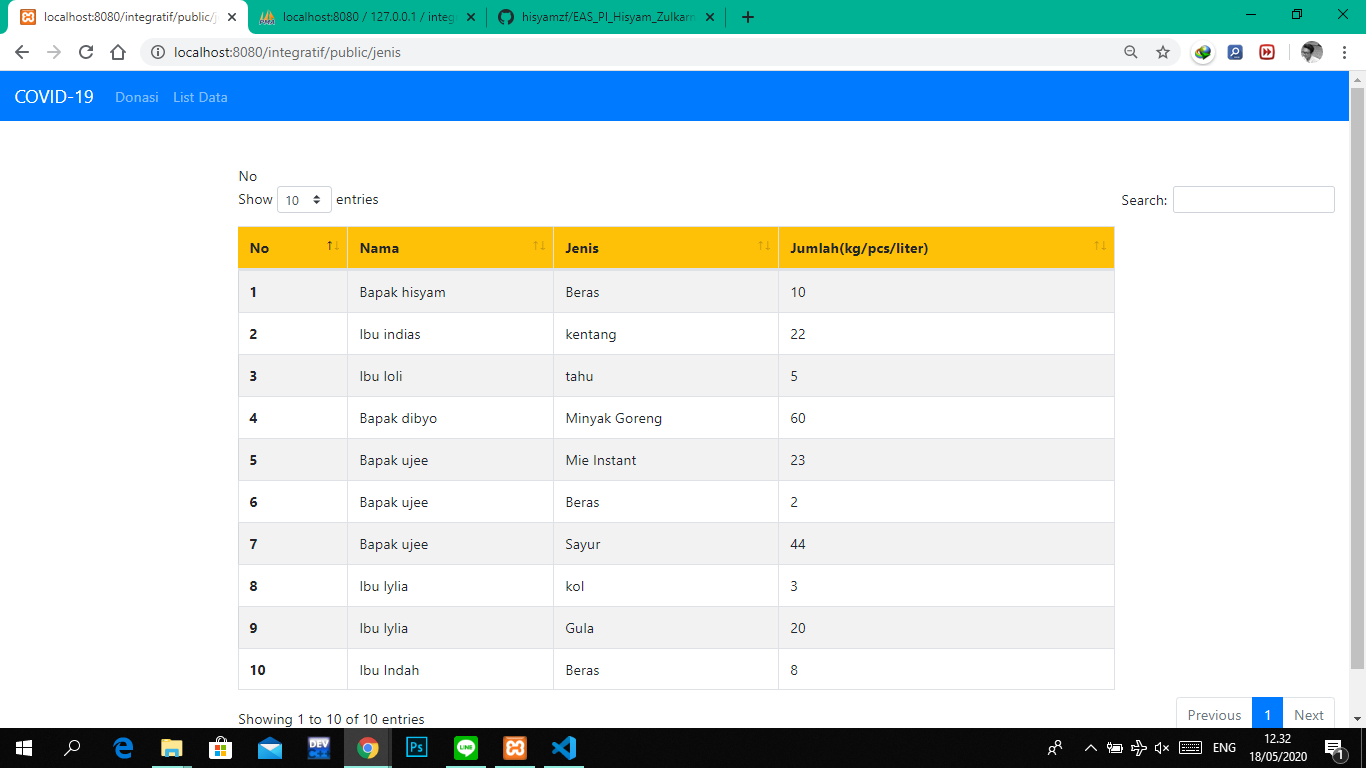 localhost:8080/integratif/public/j
localhost:8080 / 127.0.0.1 / integ
hisyamzf/EAS_PI_Hisyam_Zulkar
localhost:8080/integratif/public/jenis
COVID-19 Donasi List Data
No
Show 10 entries Search:
No Nama Jenis Jumlah(kg/pcs/liter)
1 Bapak hisyam Beras 10
2 Ibu indias kentang 22
3 Ibu loli tahu 5
4 Bapak dibyo Minyak Goreng 60
5 Bapak ujee Mie Instant 23
6 Bapak ujee Beras 2
7 Bapak ujee Sayur 44
8 Ibu lylia kol 3
9 Ibu lylia Gula 20
10 Ibu Indah Beras 8
Showing 1 to 10 of 10 entries
Previous 1 Next
DEV
Ps
LINE
ENG
12.32
18/05/2020
1